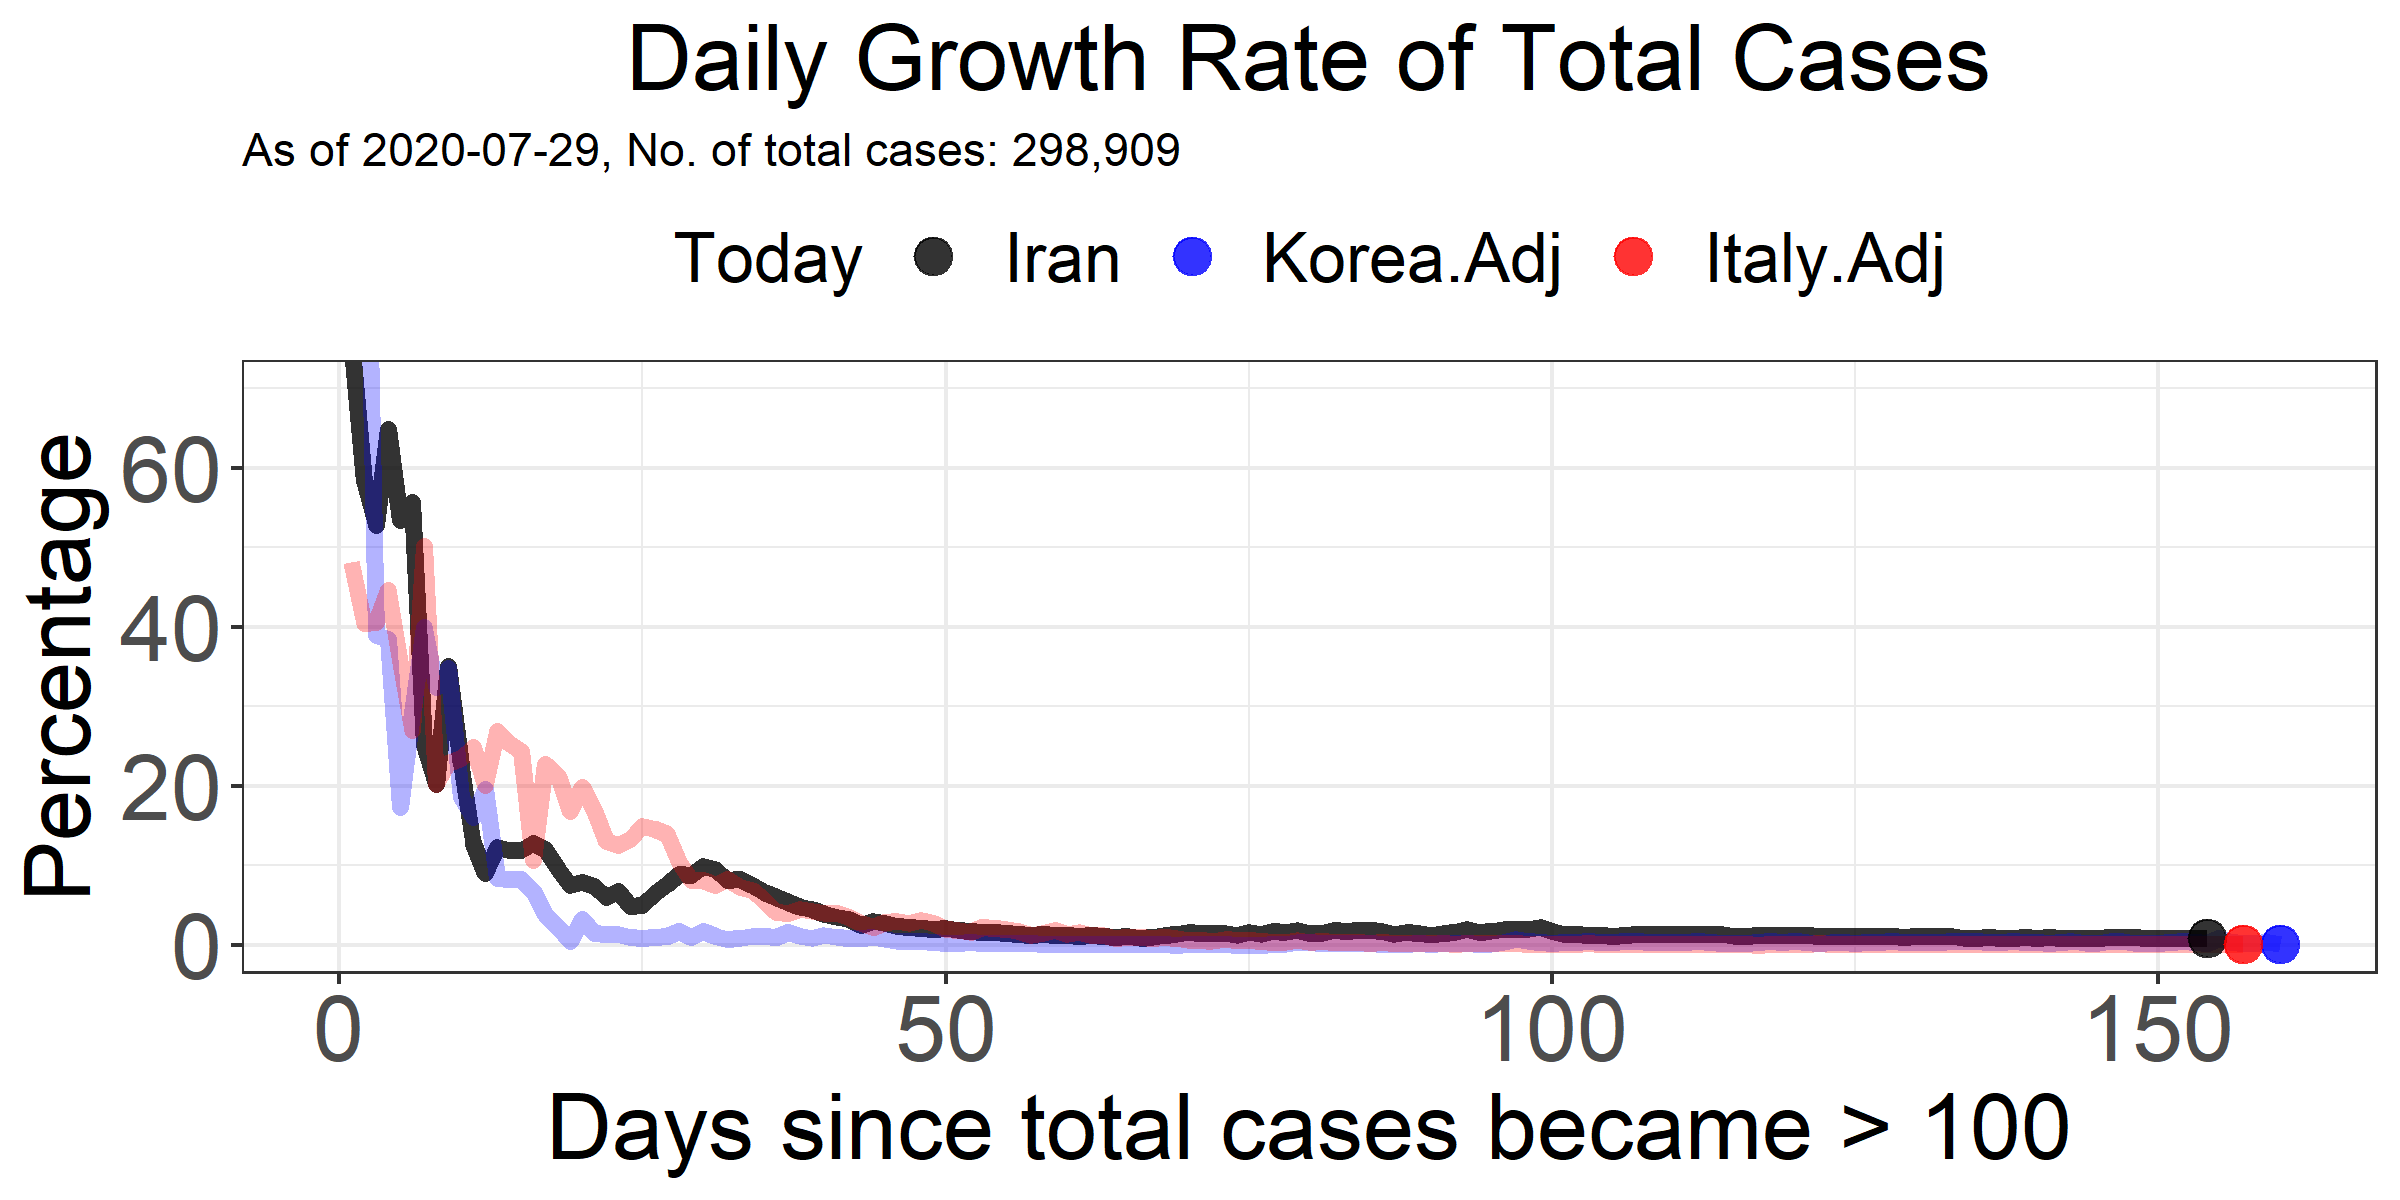 Daily Growth Rate of Total Cases
As of 2020-07-29, No. of total cases: 298,909
Today Iran Korea.Adj Italy.Adj
Percentage
60
40
20
0
0 50 100 150
Days since total cases became > 100